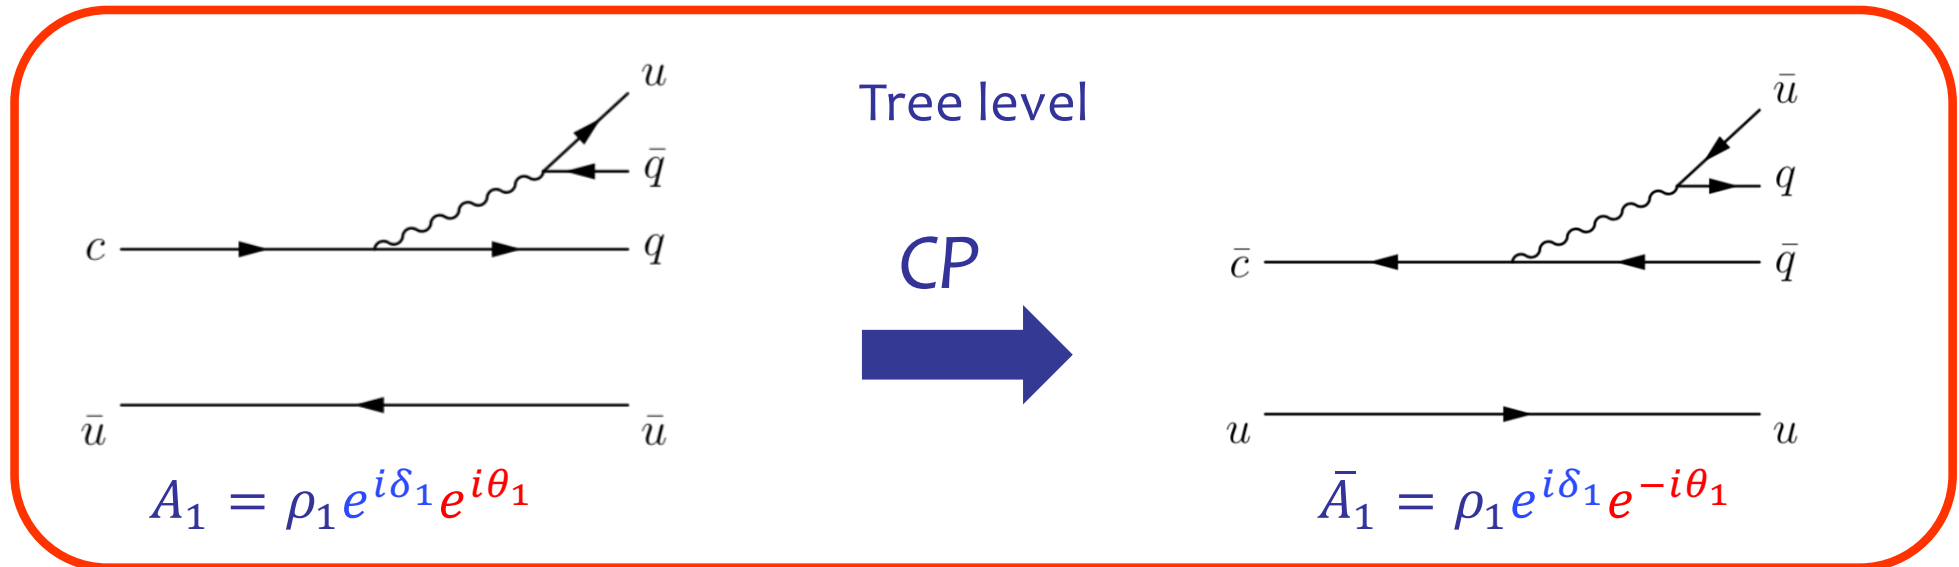 Tree level
u
q̄
c
q
ū
ū
A₁ = ρ₁e^{iδ₁}e^{iθ₁}
CP
ū
q
c̄
q̄
u
u
Ā₁ = ρ₁e^{iδ₁}e^{−iθ₁}